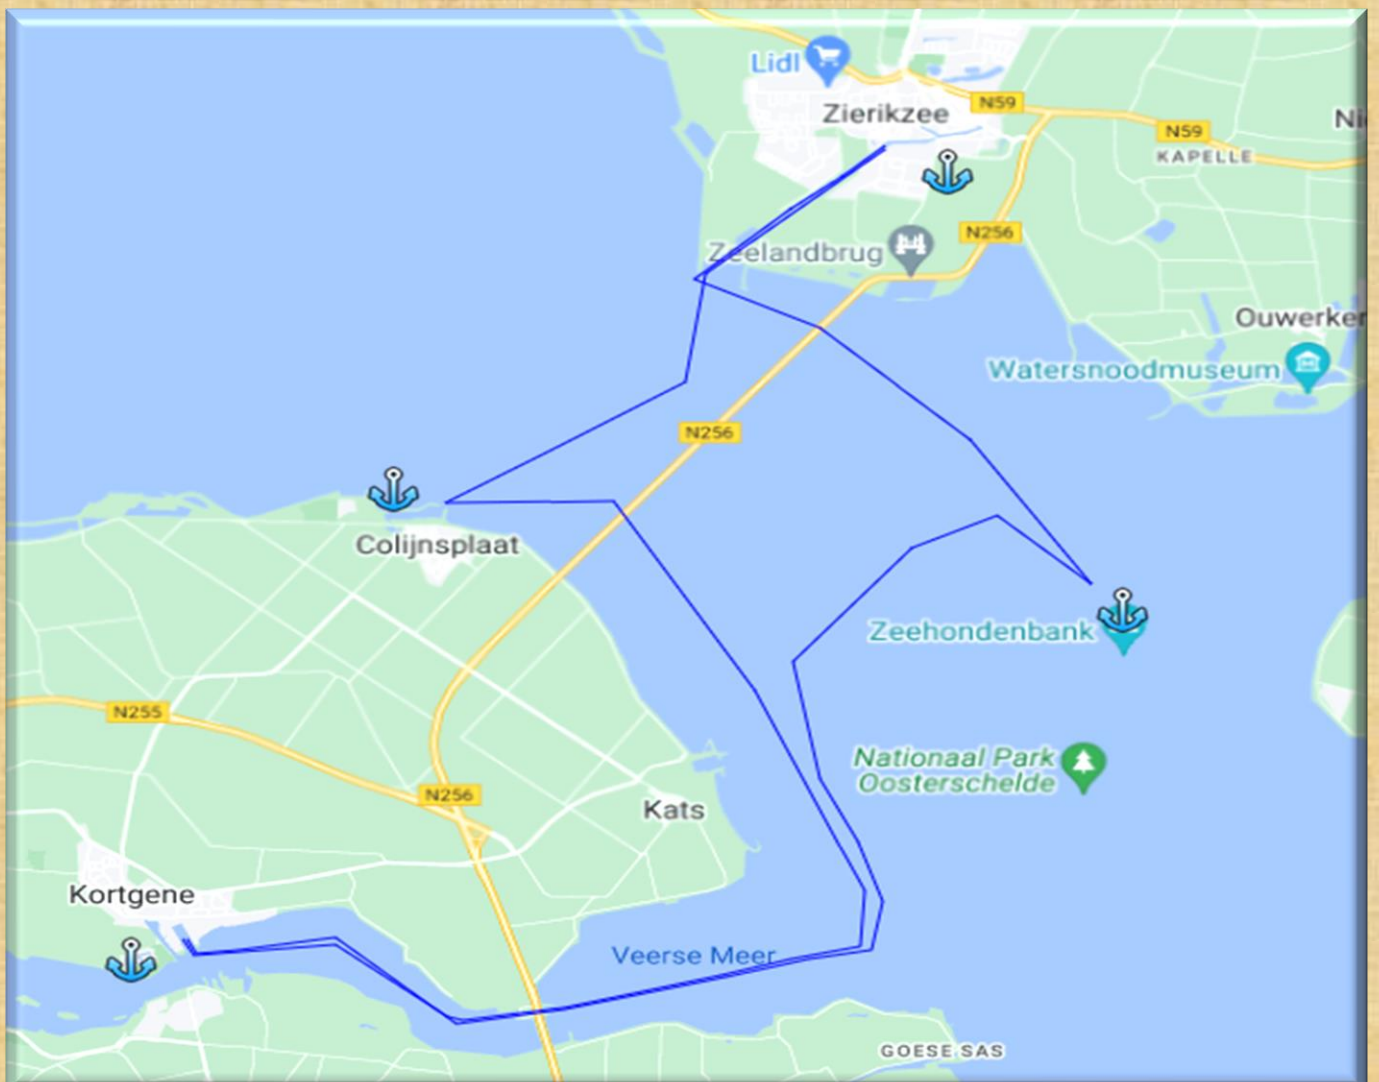 Lidl
Zierikzee
N59
N59
KAPELLE
N256
Zeelandbrug
Ouwerker
Watersnoodmuseum
N256
Colijnsplaat
Zeehondenbank
N255
Nationaal Park
Oosterschelde
N256
Kats
Kortgene
Veerse Meer
GOESE SAS